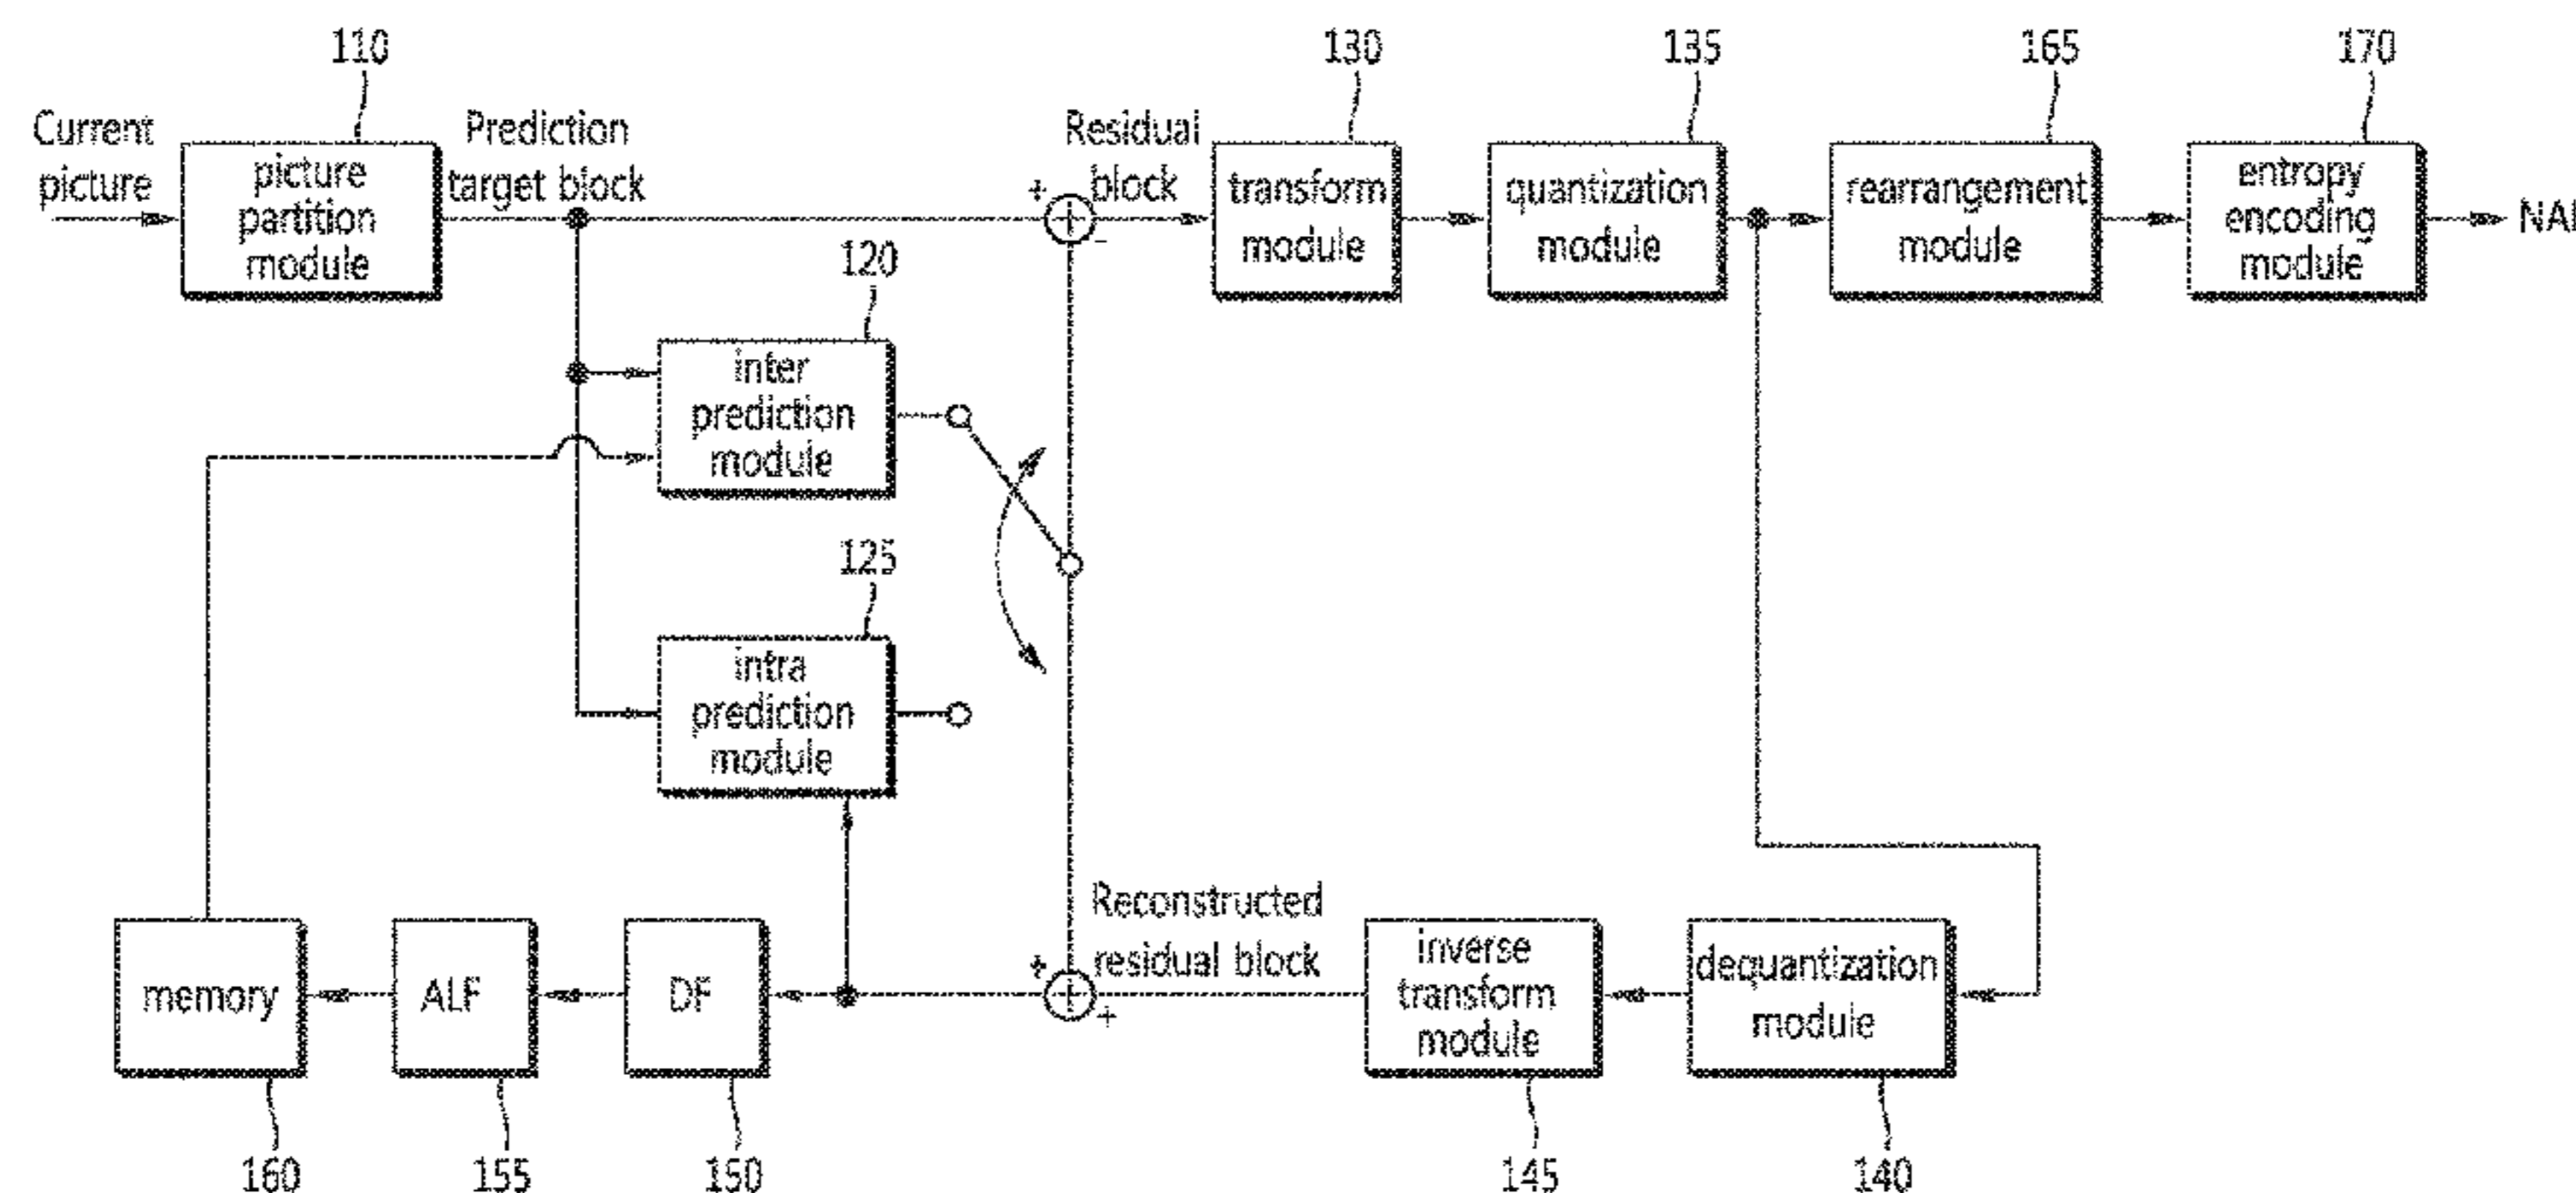 110
130
135
165
170
Current
picture
picture
partition
module
Prediction
target block
+
-
Residual
block
transform
module
quantization
module
rearrangement
module
entropy
encoding
module
120
inter
prediction
module
125
intra
prediction
module
memory
ALF
DF
+
+
Reconstructed
residual block
inverse
transform
module
dequantization
module
160
155
150
145
140